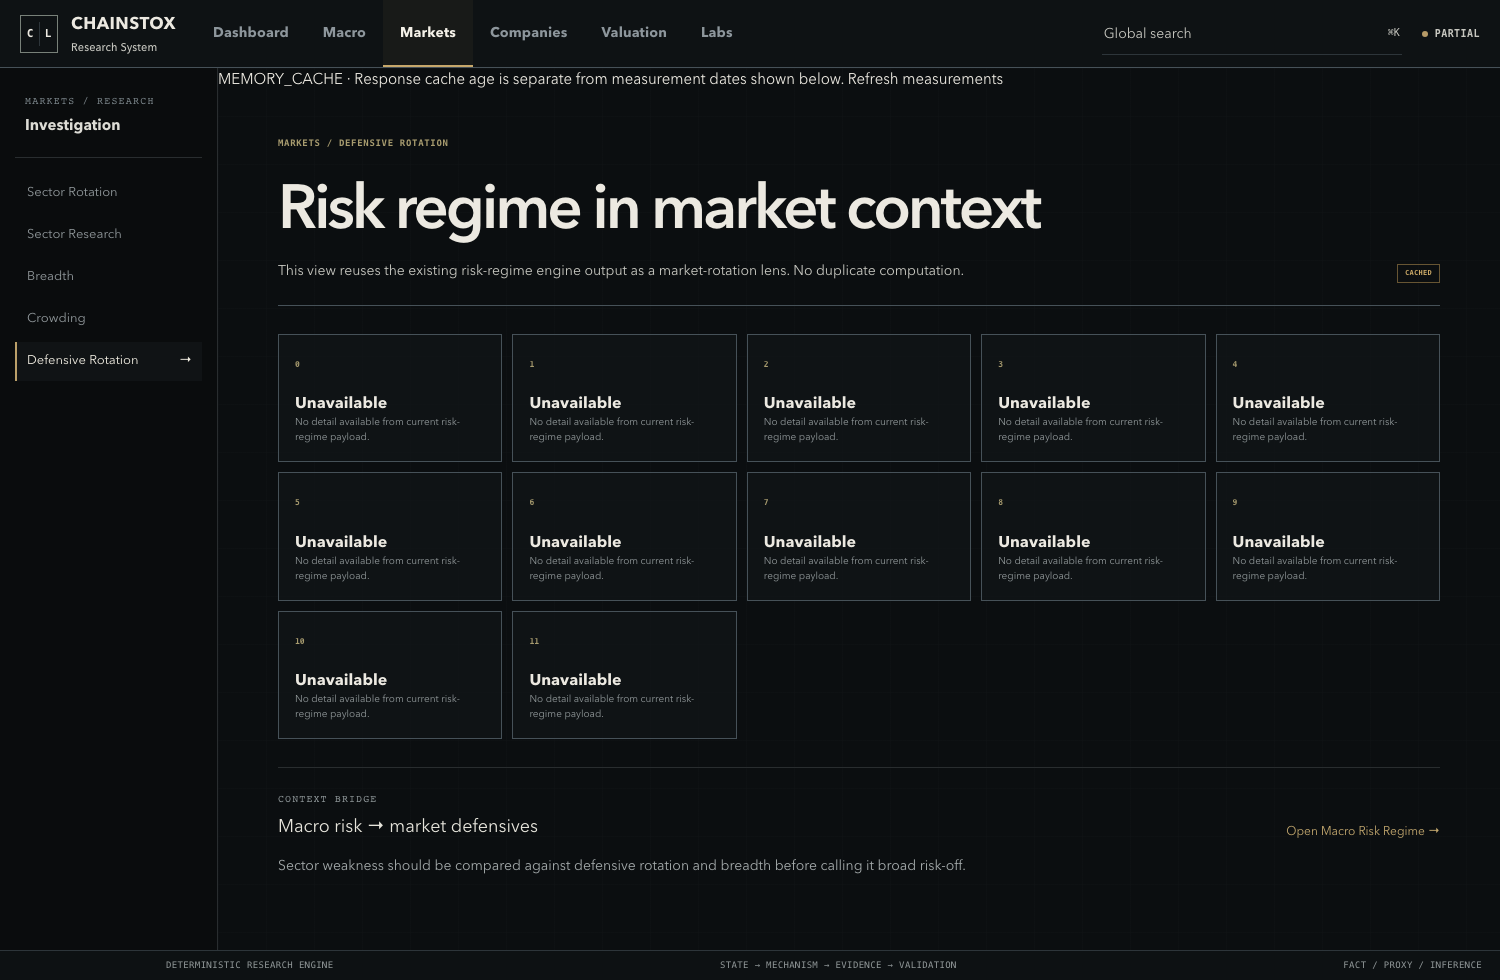 C L
CHAINSTOX
Research System
Dashboard
Macro
Markets
Companies
Valuation
Labs
Global search
⌘K
PARTIAL
MARKETS / RESEARCH
Investigation
Sector Rotation
Sector Research
Breadth
Crowding
Defensive Rotation →
MEMORY_CACHE · Response cache age is separate from measurement dates shown below. Refresh measurements
MARKETS / DEFENSIVE ROTATION
Risk regime in market context
This view reuses the existing risk-regime engine output as a market-rotation lens. No duplicate computation.
CACHED
0
Unavailable
No detail available from current risk-
regime payload.
1
Unavailable
No detail available from current risk-
regime payload.
2
Unavailable
No detail available from current risk-
regime payload.
3
Unavailable
No detail available from current risk-
regime payload.
4
Unavailable
No detail available from current risk-
regime payload.
5
Unavailable
No detail available from current risk-
regime payload.
6
Unavailable
No detail available from current risk-
regime payload.
7
Unavailable
No detail available from current risk-
regime payload.
8
Unavailable
No detail available from current risk-
regime payload.
9
Unavailable
No detail available from current risk-
regime payload.
10
Unavailable
No detail available from current risk-
regime payload.
11
Unavailable
No detail available from current risk-
regime payload.
CONTEXT BRIDGE
Macro risk → market defensives
Open Macro Risk Regime →
Sector weakness should be compared against defensive rotation and breadth before calling it broad risk-off.
DETERMINISTIC RESEARCH ENGINE
STATE → MECHANISM → EVIDENCE → VALIDATION
FACT / PROXY / INFERENCE